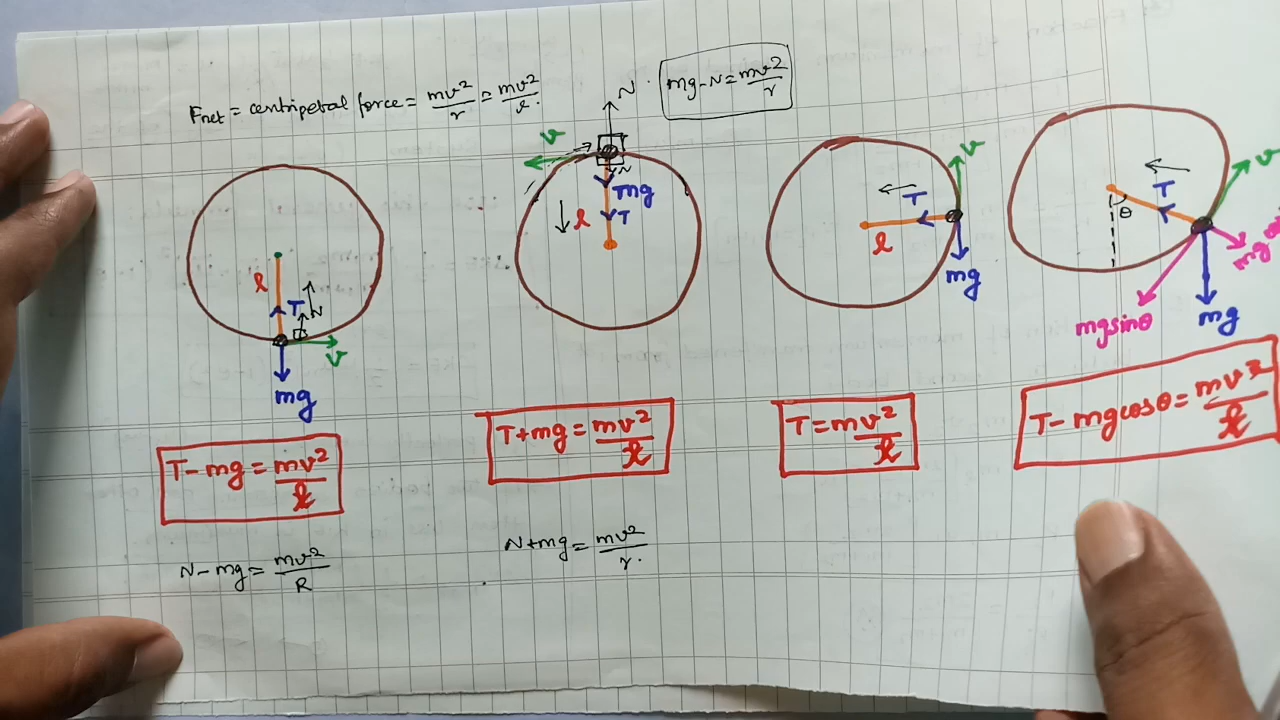 Fnet = centripetal force = mv²/r = mv²/l.
N
mg - N = mv²/r
l
T
N
v
mg
T - mg = mv²/l
N - mg = mv²/R
v
N
mg
l
T
T + mg = mv²/l
N + mg = mv²/r.
v
T
l
mg
T = mv²/l
v
T
θ
mg
mgsinθ
mg
T - mgcosθ = mv²/l